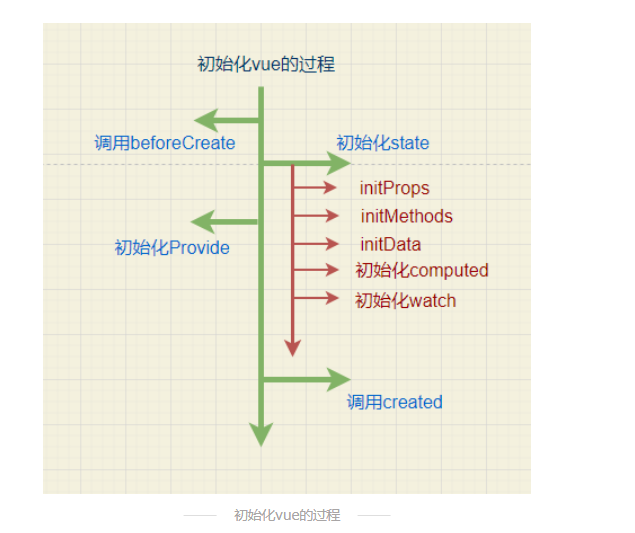 初始化vue的过程
调用beforeCreate
初始化state
initProps
initMethods
初始化Provide
initData
初始化computed
初始化watch
调用created
初始化vue的过程